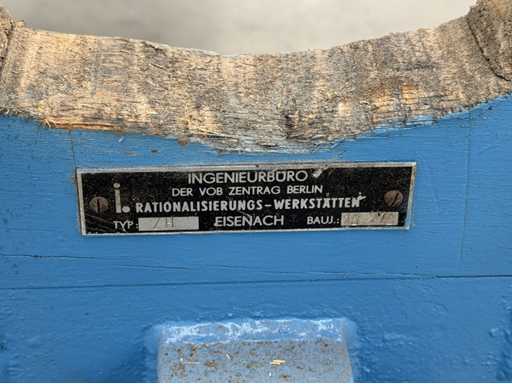 INGENIEURBÜRO
DER VOB ZENTRAG BERLIN
i. RATIONALISIERUNGS-WERKSTÄTTEN
TYP: EISENACH BAUJ.: